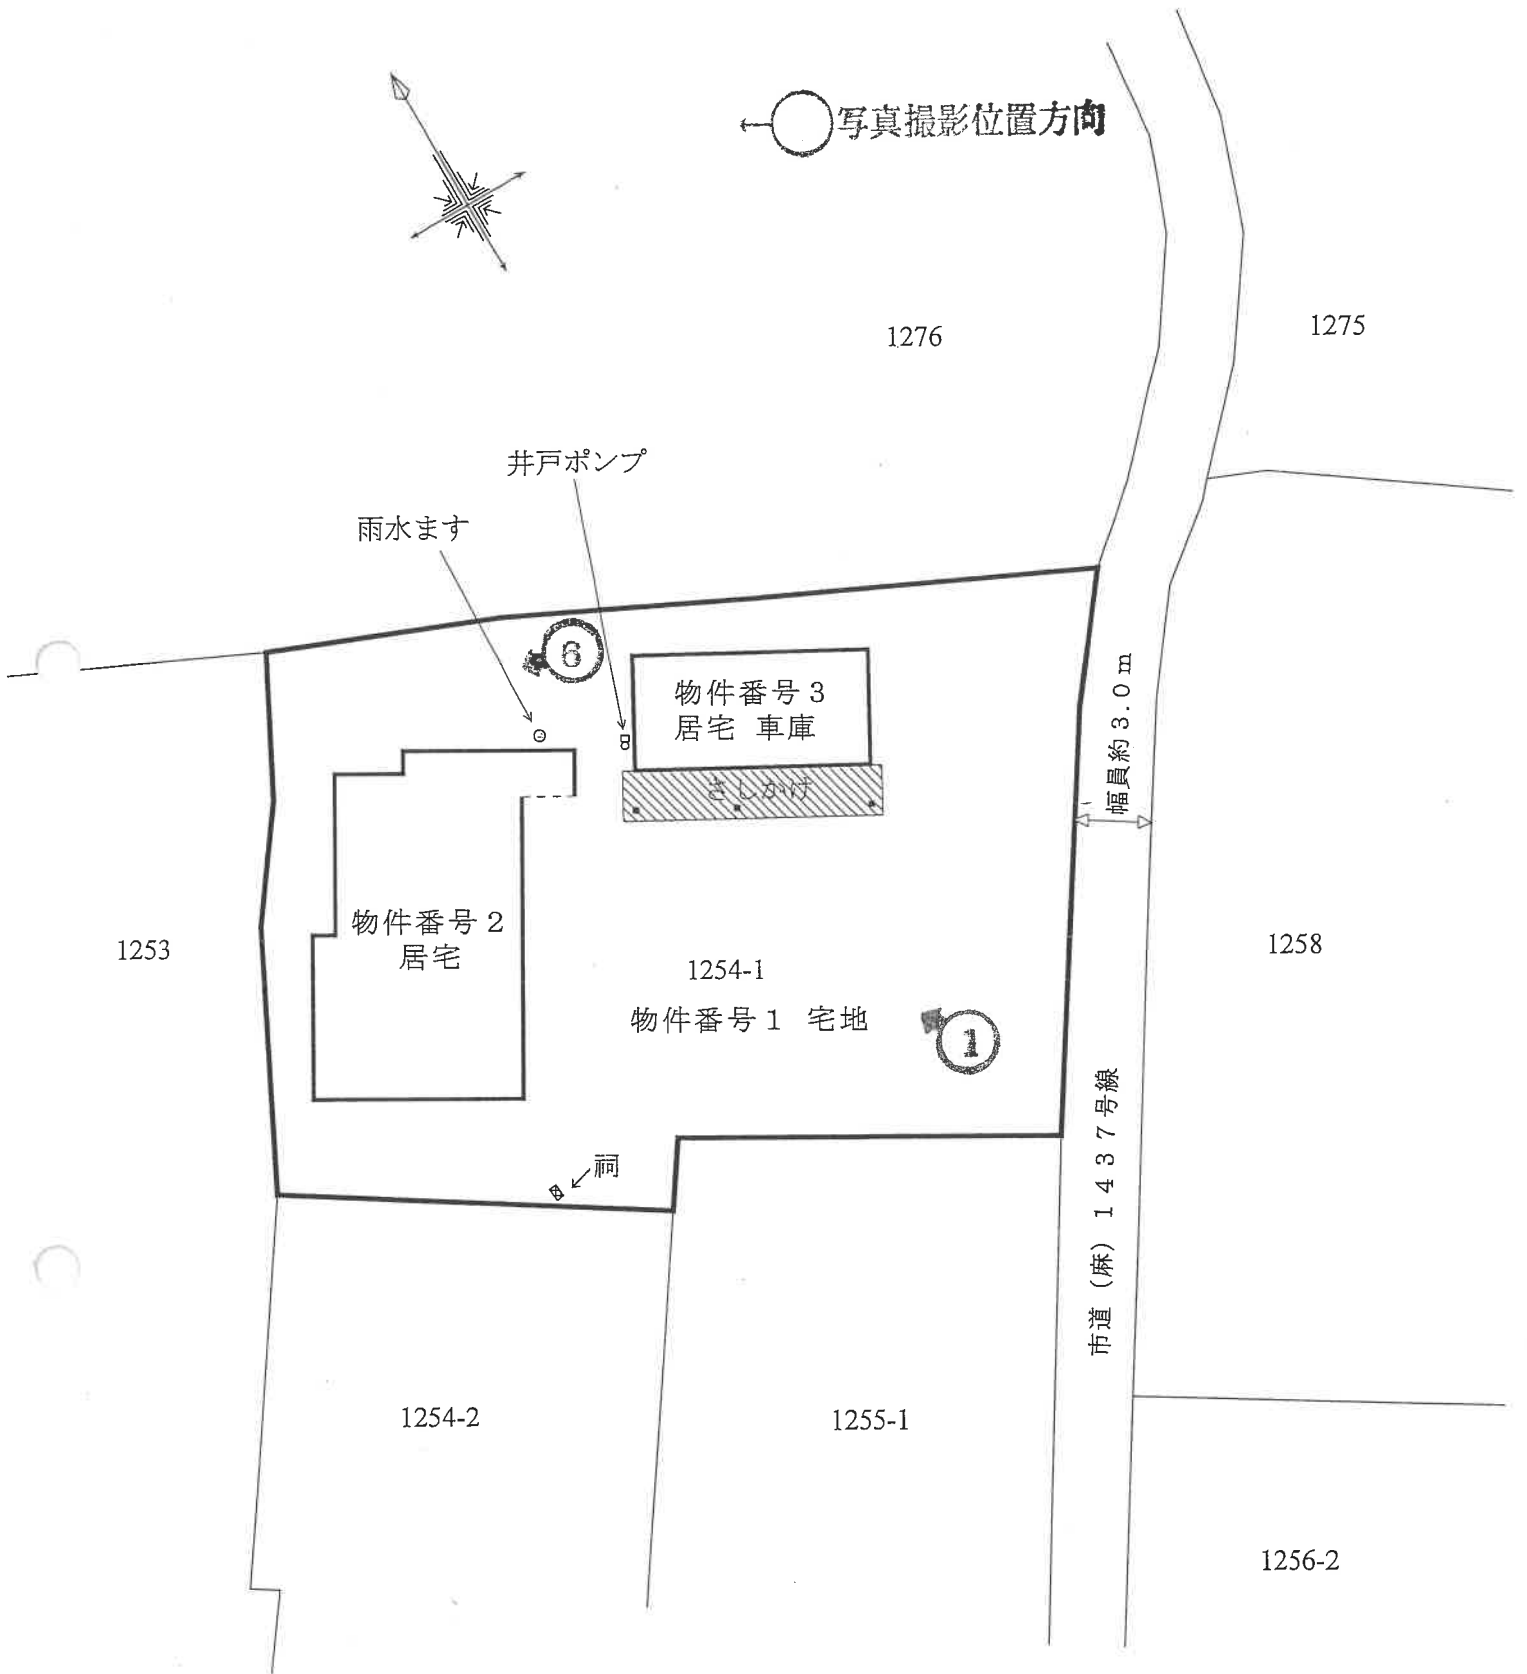 写真撮影位置方向
1276
1275
井戸ポンプ
雨水ます
6
物件番号3
居宅 車庫
さしかけ
幅員約3.0m
物件番号2
居宅
1253
1254-1
物件番号1 宅地
1258
1
市道（麻）1437号線
祠
1254-2
1255-1
1256-2